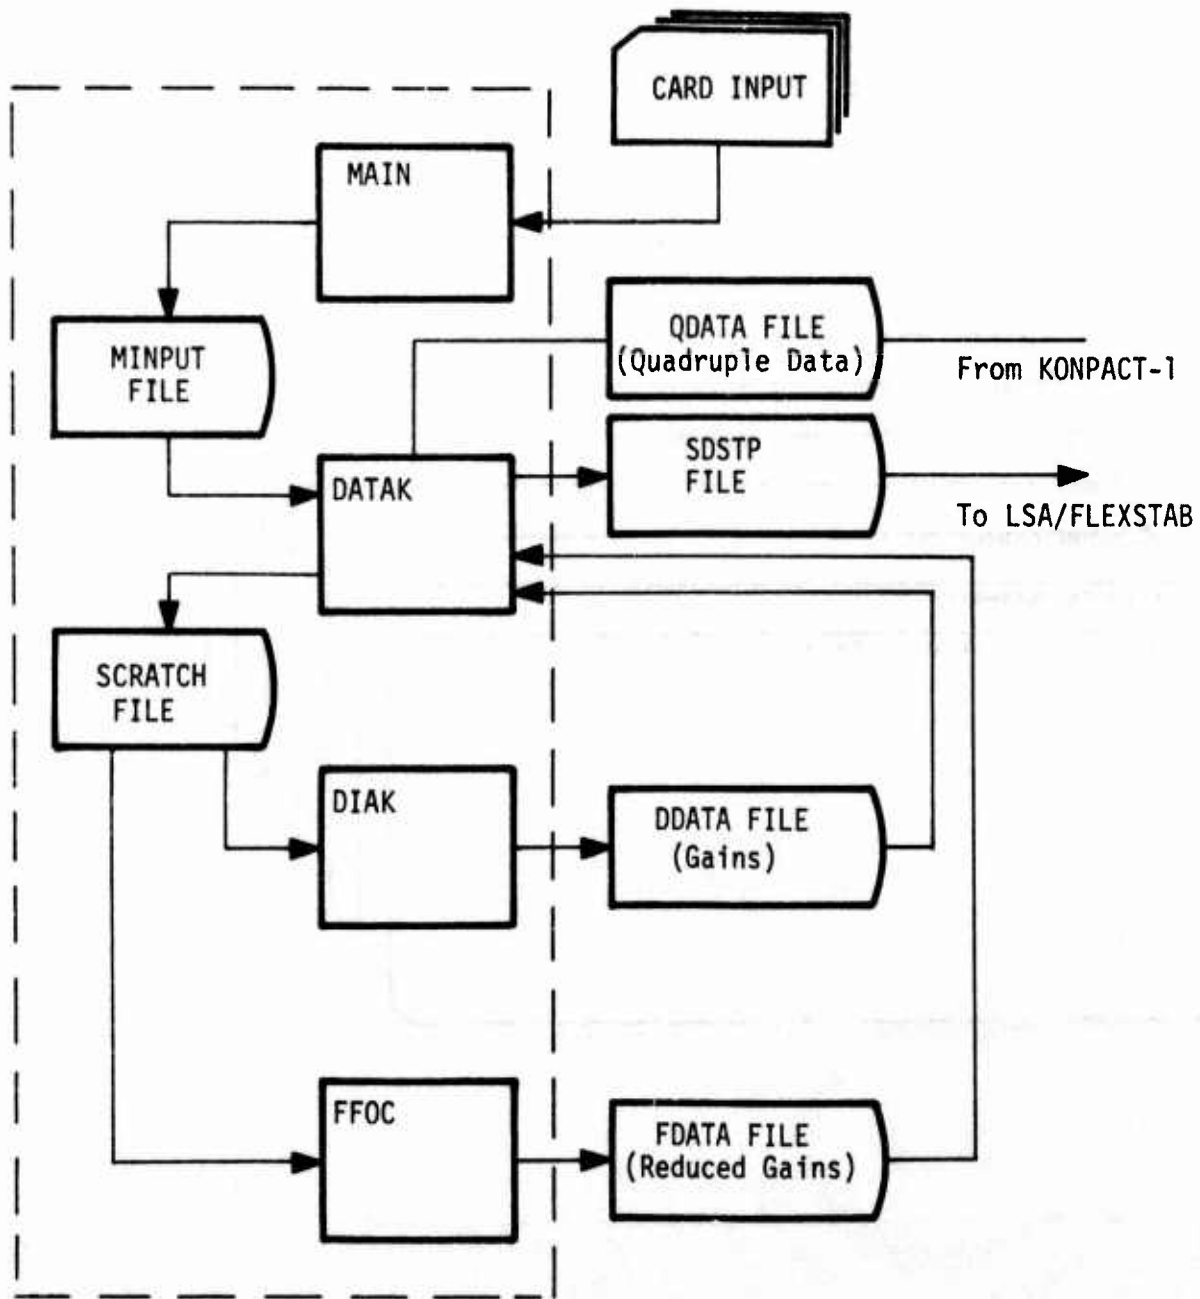 CARD INPUT
MAIN
MINPUT
FILE
QDATA FILE
(Quadruple Data)
From KONPACT-1
DATAK
SDSTP
FILE
To LSA/FLEXSTAB
SCRATCH
FILE
DIAK
DDATA FILE
(Gains)
FFOC
FDATA FILE
(Reduced Gains)